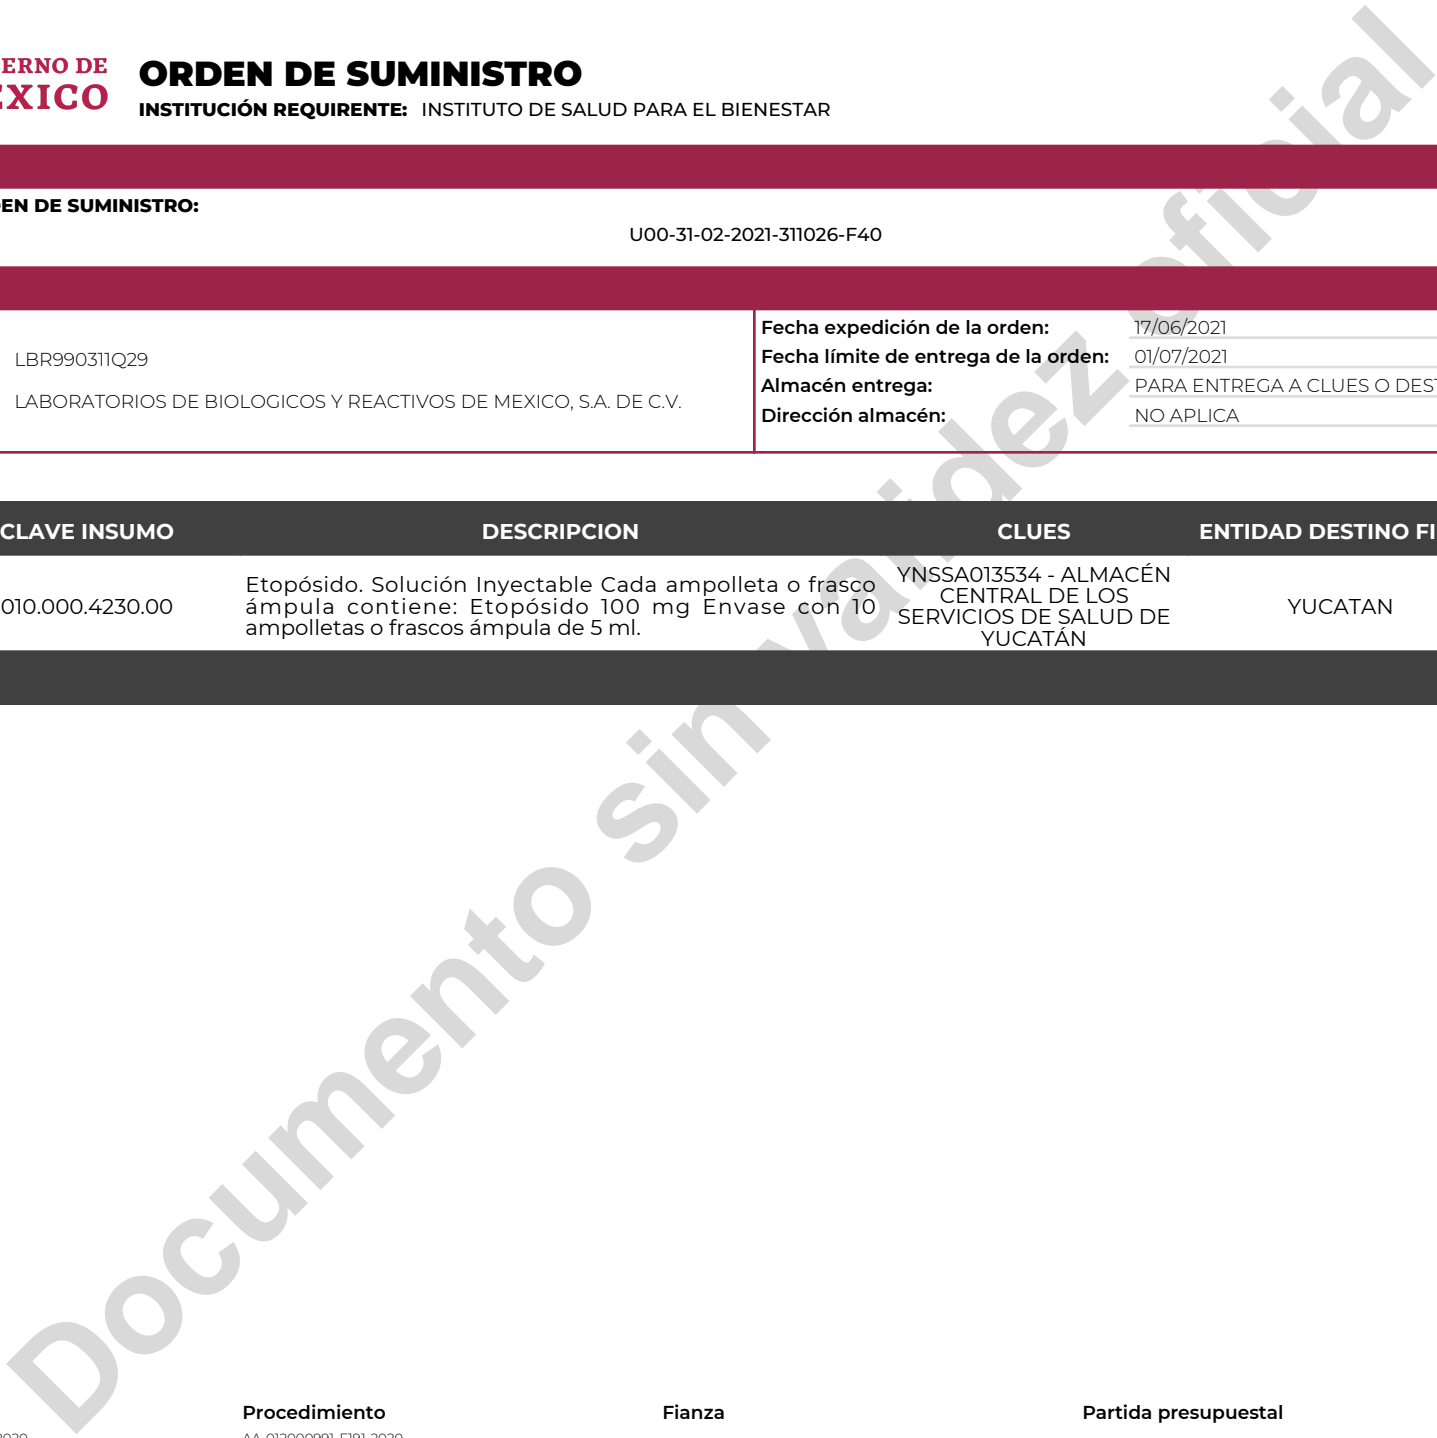 ERNO DE
EXICO
ORDEN DE SUMINISTRO
INSTITUCIÓN REQUIRENTE: INSTITUTO DE SALUD PARA EL BIENESTAR
EN DE SUMINISTRO:
U00-31-02-2021-311026-F40
LBR990311Q29
LABORATORIOS DE BIOLOGICOS Y REACTIVOS DE MEXICO, S.A. DE C.V.
Fecha expedición de la orden: 17/06/2021
Fecha límite de entrega de la orden: 01/07/2021
Almacén entrega: PARA ENTREGA A CLUES O DEST
Dirección almacén: NO APLICA
CLAVE INSUMO DESCRIPCION CLUES ENTIDAD DESTINO FI
010.000.4230.00
Etopósido. Solución Inyectable Cada ampolleta o frasco
ámpula contiene: Etopósido 100 mg Envase con 10
ampolletas o frascos ámpula de 5 ml.
YNSSA013534 - ALMACÉN
CENTRAL DE LOS
SERVICIOS DE SALUD DE
YUCATÁN
YUCATAN
Documento sin validez oficial
Procedimiento Fianza Partida presupuestal